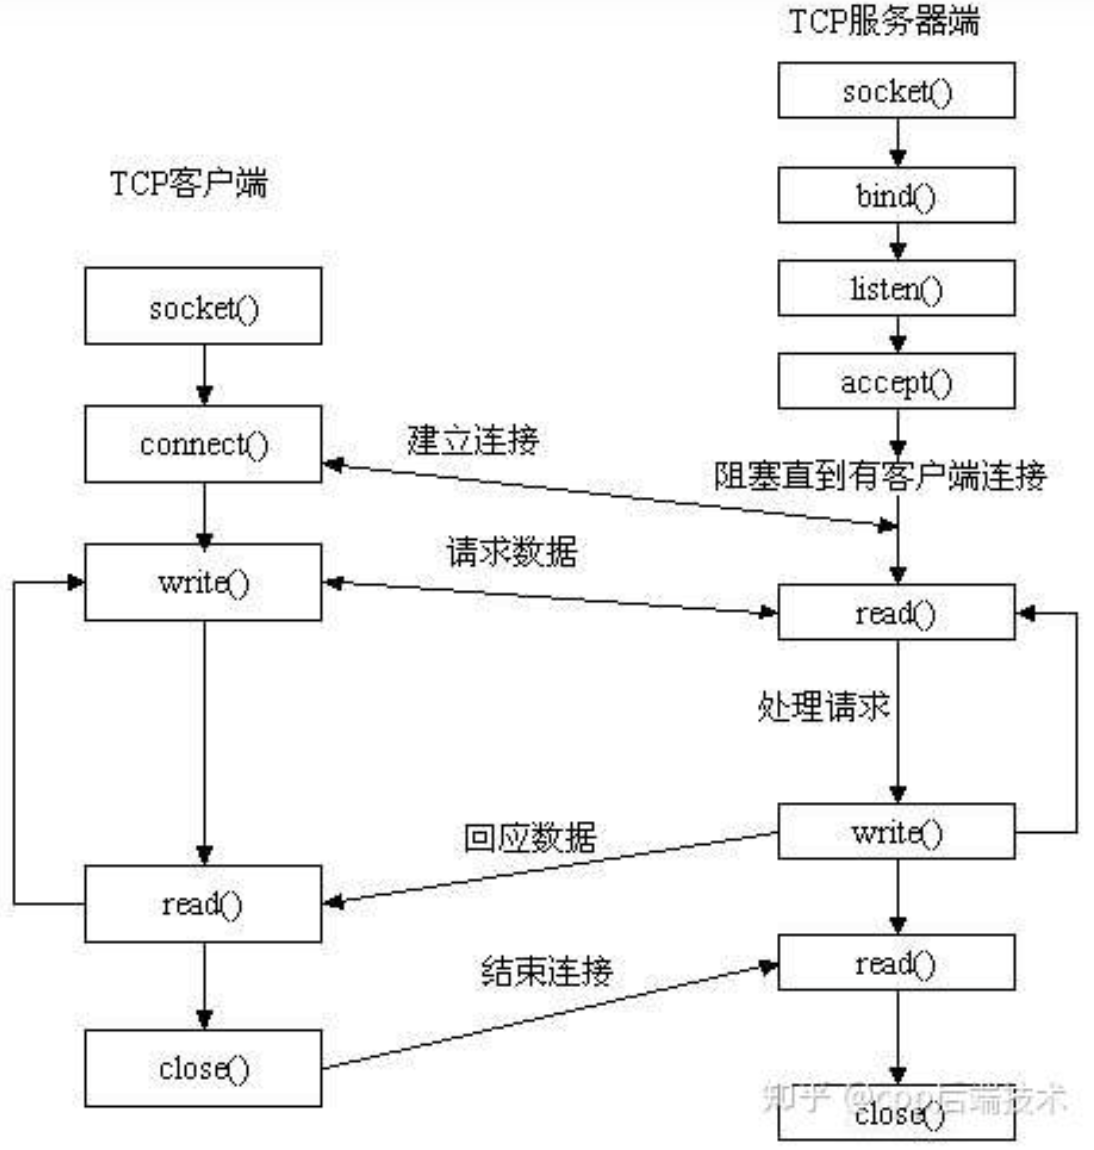 TCP服务器端
socket()
bind()
listen()
accept()
阻塞直到有客户端连接
read()
处理请求
write()
read()
close()
TCP客户端
socket()
connect()
write()
read()
close()
建立连接
请求数据
回应数据
结束连接
知乎 @cpp后端技术